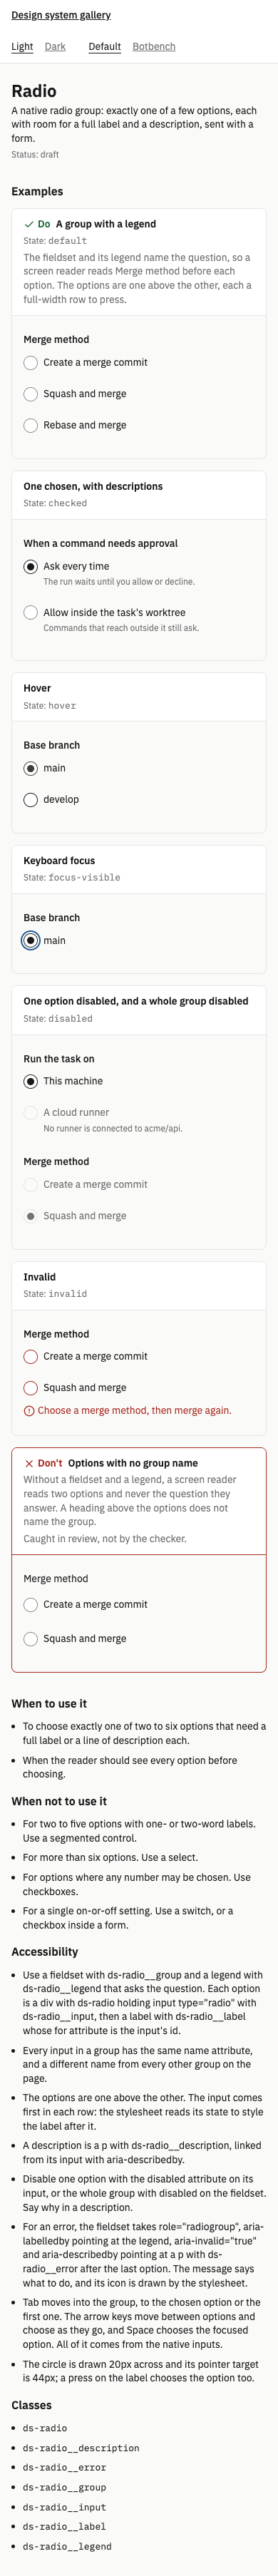 Design system gallery
Light Dark Default Botbench
Radio
A native radio group: exactly one of a few options, each
with room for a full label and a description, sent with a
form.
Status: draft
Examples
Do A group with a legend
State: default
The fieldset and its legend name the question, so a
screen reader reads Merge method before each
option. The options are one above the other, each a
full-width row to press.
Merge method
Create a merge commit
Squash and merge
Rebase and merge
One chosen, with descriptions
State: checked
When a command needs approval
Ask every time
The run waits until you allow or decline.
Allow inside the task's worktree
Commands that reach outside it still ask.
Hover
State: hover
Base branch
main
develop
Keyboard focus
State: focus-visible
Base branch
main
One option disabled, and a whole group disabled
State: disabled
Run the task on
This machine
A cloud runner
No runner is connected to acme/api.
Merge method
Create a merge commit
Squash and merge
Invalid
State: invalid
Merge method
Create a merge commit
Squash and merge
Choose a merge method, then merge again.
Don't Options with no group name
Without a fieldset and a legend, a screen reader
reads two options and never the question they
answer. A heading above the options does not
name the group.
Caught in review, not by the checker.
Merge method
Create a merge commit
Squash and merge
When to use it
• To choose exactly one of two to six options that need a
full label or a line of description each.
• When the reader should see every option before
choosing.
When not to use it
• For two to five options with one- or two-word labels.
Use a segmented control.
• For more than six options. Use a select.
• For options where any number may be chosen. Use
checkboxes.
• For a single on-or-off setting. Use a switch, or a
checkbox inside a form.
Accessibility
• Use a fieldset with ds-radio__group and a legend with
ds-radio__legend that asks the question. Each option
is a div with ds-radio holding input type="radio" with
ds-radio__input, then a label with ds-radio__label
whose for attribute is the input's id.
• Every input in a group has the same name attribute,
and a different name from every other group on the
page.
• The options are one above the other. The input comes
first in each row: the stylesheet reads its state to style
the label after it.
• A description is a p with ds-radio__description, linked
from its input with aria-describedby.
• Disable one option with the disabled attribute on its
input, or the whole group with disabled on the fieldset.
Say why in a description.
• For an error, the fieldset takes role="radiogroup", aria-
labelledby pointing at the legend, aria-invalid="true"
and aria-describedby pointing at a p with ds-
radio__error after the last option. The message says
what to do, and its icon is drawn by the stylesheet.
• Tab moves into the group, to the chosen option or the
first one. The arrow keys move between options and
choose as they go, and Space chooses the focused
option. All of it comes from the native inputs.
• The circle is drawn 20px across and its pointer target
is 44px; a press on the label chooses the option too.
Classes
• ds-radio
• ds-radio__description
• ds-radio__error
• ds-radio__group
• ds-radio__input
• ds-radio__label
• ds-radio__legend